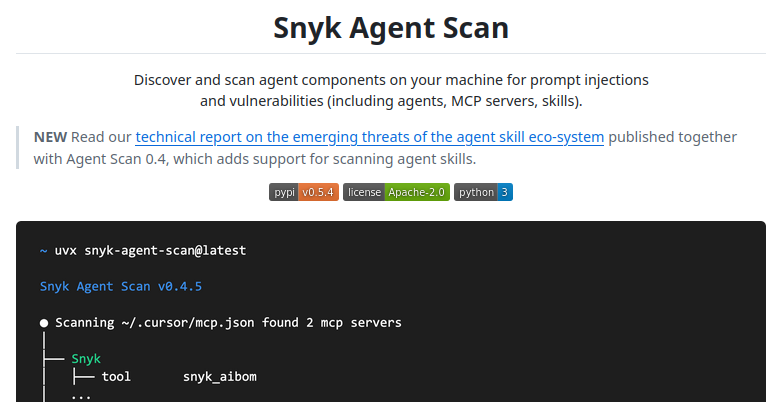 Snyk Agent Scan
Discover and scan agent components on your machine for prompt injections
and vulnerabilities (including agents, MCP servers, skills).
NEW Read our technical report on the emerging threats of the agent skill eco-system published together
with Agent Scan 0.4, which adds support for scanning agent skills.
pypi v0.5.4 license Apache-2.0 python 3
~ uvx snyk-agent-scan@latest
Snyk Agent Scan v0.4.5
● Scanning ~/.cursor/mcp.json found 2 mcp servers
│
├── Snyk
│   ├── tool       snyk_aibom
│   ...